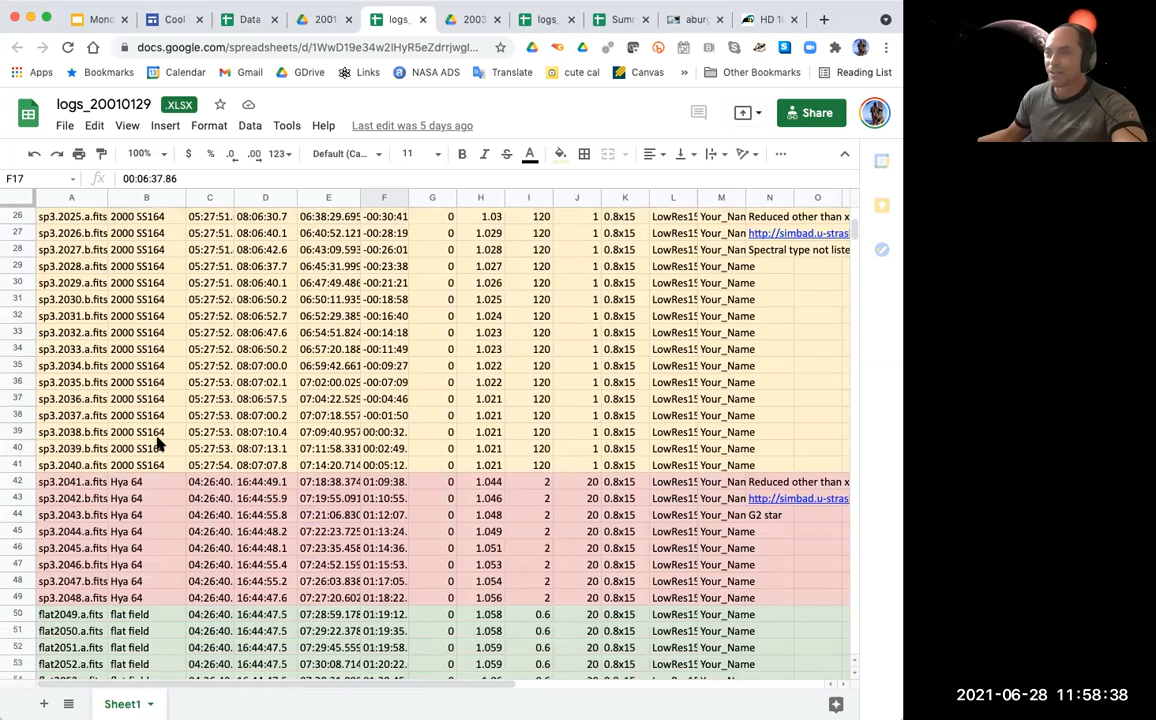 Mond
Cool
Data
2001
logs_
2003
logs_
Sum
aburg
HD 10
docs.google.com/spreadsheets/d/1WwD19e34w2IHyR5eZdrrjwgl...
Apps Bookmarks Calendar Gmail GDrive Links NASA ADS Translate cute cal Canvas » Other Bookmarks Reading List
logs_20010129 .XLSX
File Edit View Insert Format Data Tools Help Last edit was 5 days ago
Share
100% $ % .0 .00 123 Default (Ca... 11 B I S A
F17 fx 00:06:37.86
A B C D E F G H I J K L M N O
26 sp3.2025.a.fits 2000 SS164 05:27:51. 08:06:30.7 06:38:29.695 -00:30:41 0 1.03 120 1 0.8x15 LowRes15 Your_Nan Reduced other than x
27 sp3.2026.b.fits 2000 SS164 05:27:51. 08:06:40.1 06:40:52.121 -00:28:19 0 1.029 120 1 0.8x15 LowRes15 Your_Nan http://simbad.u-stras
28 sp3.2027.b.fits 2000 SS164 05:27:51. 08:06:42.6 06:43:09.593 -00:26:01 0 1.028 120 1 0.8x15 LowRes15 Your_Nan Spectral type not liste
29 sp3.2028.a.fits 2000 SS164 05:27:51. 08:06:37.7 06:45:31.999 -00:23:38 0 1.027 120 1 0.8x15 LowRes15 Your_Name
30 sp3.2029.a.fits 2000 SS164 05:27:51. 08:06:40.1 06:47:49.486 -00:21:21 0 1.026 120 1 0.8x15 LowRes15 Your_Name
31 sp3.2030.b.fits 2000 SS164 05:27:52. 08:06:50.2 06:50:11.935 -00:18:58 0 1.025 120 1 0.8x15 LowRes15 Your_Name
32 sp3.2031.b.fits 2000 SS164 05:27:52. 08:06:52.7 06:52:29.385 -00:16:40 0 1.024 120 1 0.8x15 LowRes15 Your_Name
33 sp3.2032.a.fits 2000 SS164 05:27:52. 08:06:47.6 06:54:51.824 -00:14:18 0 1.023 120 1 0.8x15 LowRes15 Your_Name
34 sp3.2033.a.fits 2000 SS164 05:27:52. 08:06:50.2 06:57:20.188 -00:11:49 0 1.023 120 1 0.8x15 LowRes15 Your_Name
35 sp3.2034.b.fits 2000 SS164 05:27:53. 08:07:00.0 06:59:42.661 -00:09:27 0 1.022 120 1 0.8x15 LowRes15 Your_Name
36 sp3.2035.b.fits 2000 SS164 05:27:53. 08:07:02.1 07:02:00.029 -00:07:09 0 1.022 120 1 0.8x15 LowRes15 Your_Name
37 sp3.2036.a.fits 2000 SS164 05:27:53. 08:06:57.5 07:04:22.529 -00:04:46 0 1.021 120 1 0.8x15 LowRes15 Your_Name
38 sp3.2037.a.fits 2000 SS164 05:27:53. 08:07:00.2 07:07:18.557 -00:01:50 0 1.021 120 1 0.8x15 LowRes15 Your_Name
39 sp3.2038.b.fits 2000 SS164 05:27:53. 08:07:10.4 07:09:40.957 00:00:32. 0 1.021 120 1 0.8x15 LowRes15 Your_Name
40 sp3.2039.b.fits 2000 SS164 05:27:53. 08:07:13.1 07:11:58.331 00:02:49. 0 1.021 120 1 0.8x15 LowRes15 Your_Name
41 sp3.2040.a.fits 2000 SS164 05:27:54. 08:07:07.8 07:14:20.714 00:05:12. 0 1.021 120 1 0.8x15 LowRes15 Your_Name
42 sp3.2041.a.fits Hya 64 04:26:40. 16:44:49.1 07:18:38.374 01:09:38. 0 1.044 2 20 0.8x15 LowRes15 Your_Nan Reduced other than x
43 sp3.2042.b.fits Hya 64 04:26:40. 16:44:55.9 07:19:55.091 01:10:55. 0 1.046 2 20 0.8x15 LowRes15 Your_Nan http://simbad.u-stras
44 sp3.2043.b.fits Hya 64 04:26:40. 16:44:55.8 07:21:06.830 01:12:07. 0 1.048 2 20 0.8x15 LowRes15 Your_Nan G2 star
45 sp3.2044.a.fits Hya 64 04:26:40. 16:44:48.2 07:22:23.725 01:13:24. 0 1.049 2 20 0.8x15 LowRes15 Your_Name
46 sp3.2045.a.fits Hya 64 04:26:40. 16:44:48.1 07:23:35.458 01:14:36. 0 1.051 2 20 0.8x15 LowRes15 Your_Name
47 sp3.2046.b.fits Hya 64 04:26:40. 16:44:55.4 07:24:52.159 01:15:53. 0 1.053 2 20 0.8x15 LowRes15 Your_Name
48 sp3.2047.b.fits Hya 64 04:26:40. 16:44:55.2 07:26:03.838 01:17:05. 0 1.054 2 20 0.8x15 LowRes15 Your_Name
49 sp3.2048.a.fits Hya 64 04:26:40. 16:44:47.6 07:27:20.602 01:18:22. 0 1.056 2 20 0.8x15 LowRes15 Your_Name
50 flat2049.a.fits flat field 04:26:40. 16:44:47.5 07:28:59.178 01:19:12. 0 1.058 0.6 20 0.8x15 LowRes15 Your_Name
51 flat2050.a.fits flat field 04:26:40. 16:44:47.5 07:29:22.378 01:19:35. 0 1.058 0.6 20 0.8x15 LowRes15 Your_Name
52 flat2051.a.fits flat field 04:26:40. 16:44:47.5 07:29:45.559 01:19:58. 0 1.059 0.6 20 0.8x15 LowRes15 Your_Name
53 flat2052.a.fits flat field 04:26:40. 16:44:47.5 07:30:08.714 01:20:22. 0 1.059 0.6 20 0.8x15 LowRes15 Your_Name
Sheet1
2021-06-28 11:58:38